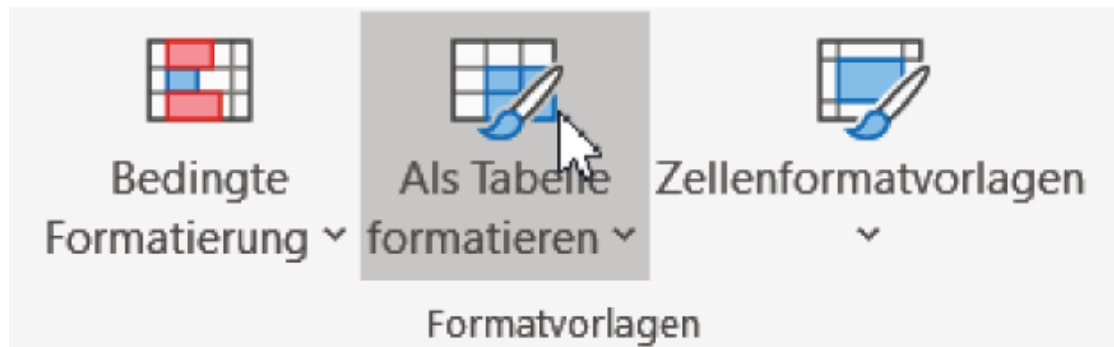 Bedingte
Formatierung
Als Tabelle
formatieren
Zellenformatvorlagen
Formatvorlagen